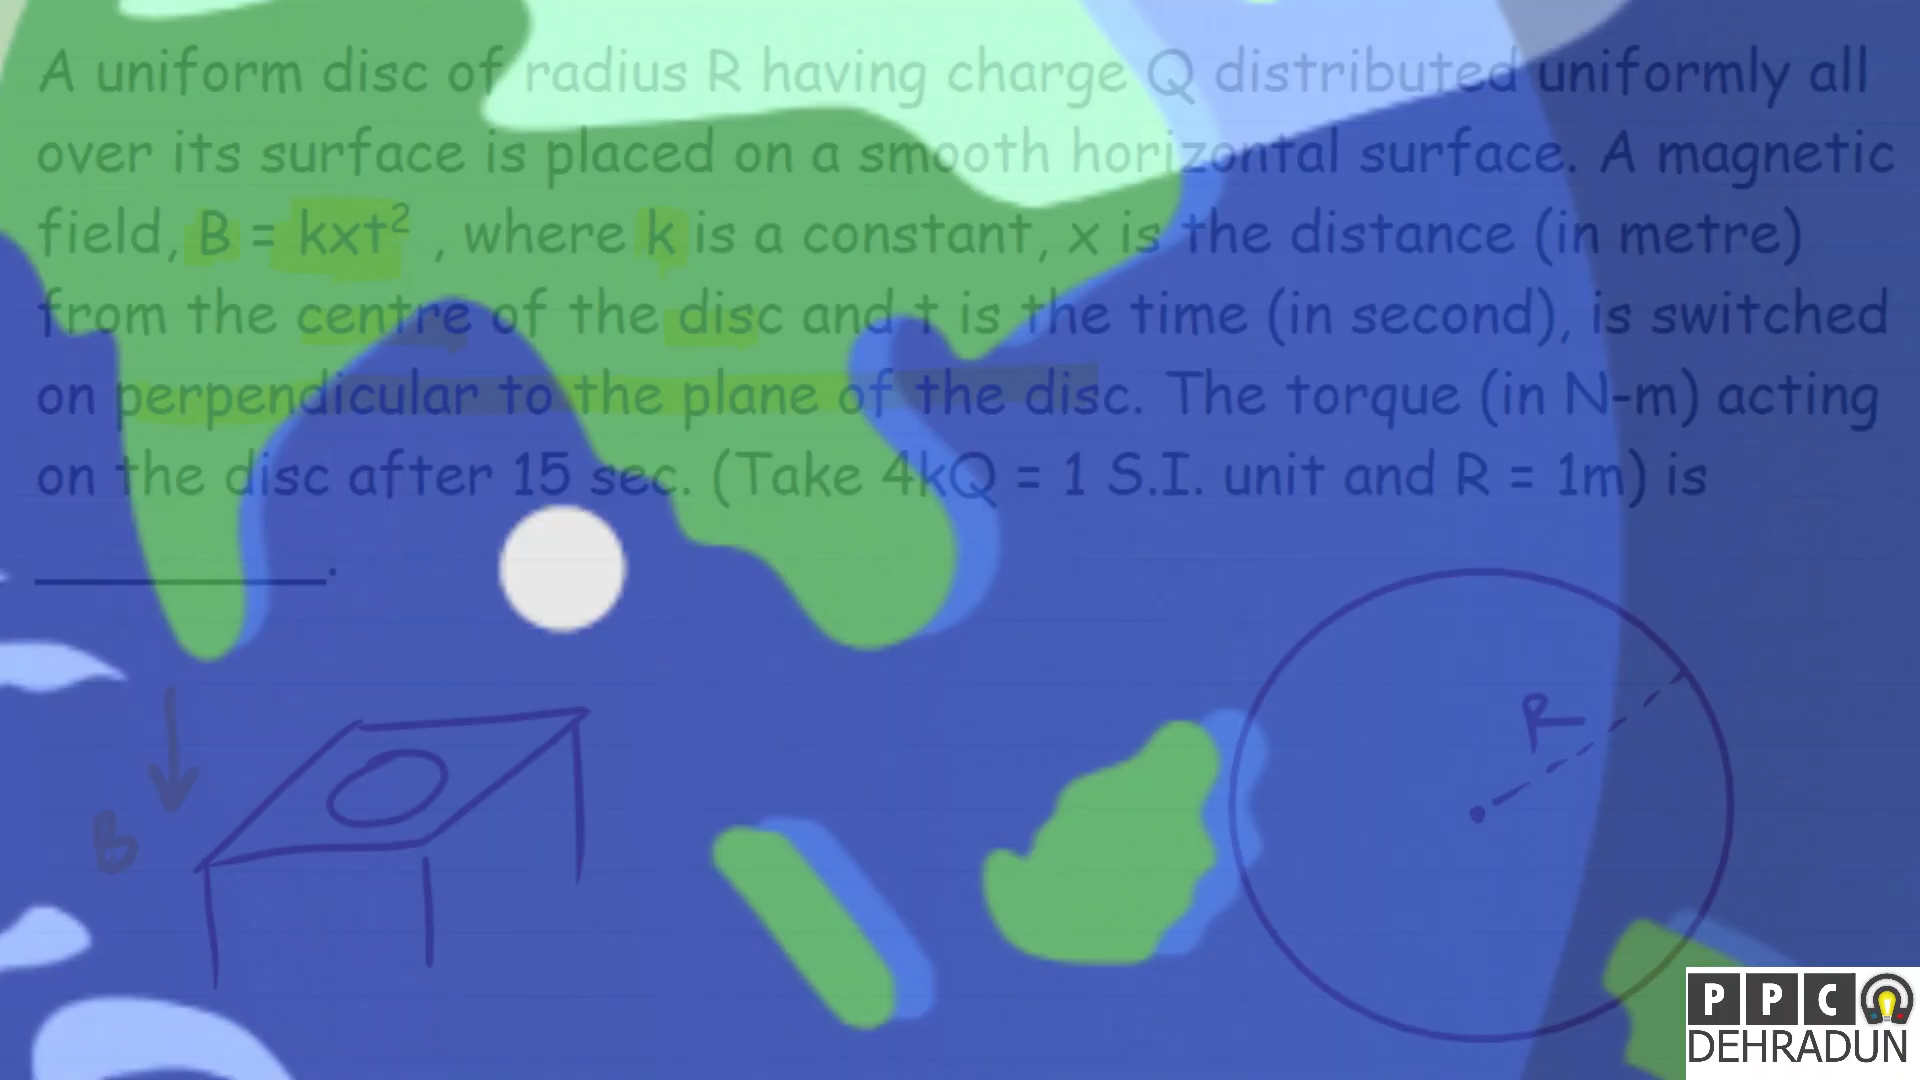 A uniform disc of radius R having charge Q distributed uniformly all
over its surface is placed on a smooth horizontal surface. A magnetic
field, B = kxt² , where k is a constant, x is the distance (in metre)
from the centre of the disc and t is the time (in second), is switched
on perpendicular to the plane of the disc. The torque (in N-m) acting
on the disc after 15 sec. (Take 4kQ = 1 S.I. unit and R = 1m) is
__________.
R
B
PPC
DEHRADUN